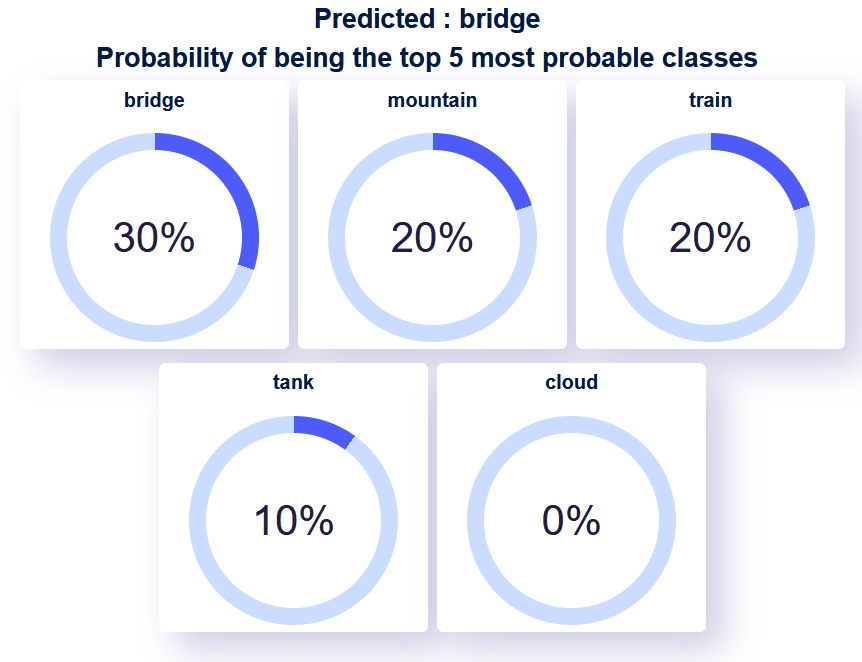 Predicted : bridge
Probability of being the top 5 most probable classes
bridge
30%
mountain
20%
train
20%
tank
10%
cloud
0%